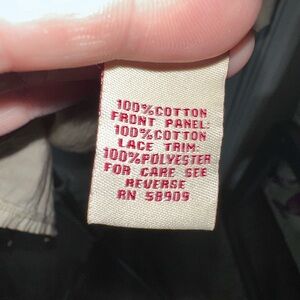 100%COTTON
FRONT PANEL:
100%COTTON
LACE TRIM:
100%POLYESTER
FOR CARE SEE
REVERSE
RN 58909